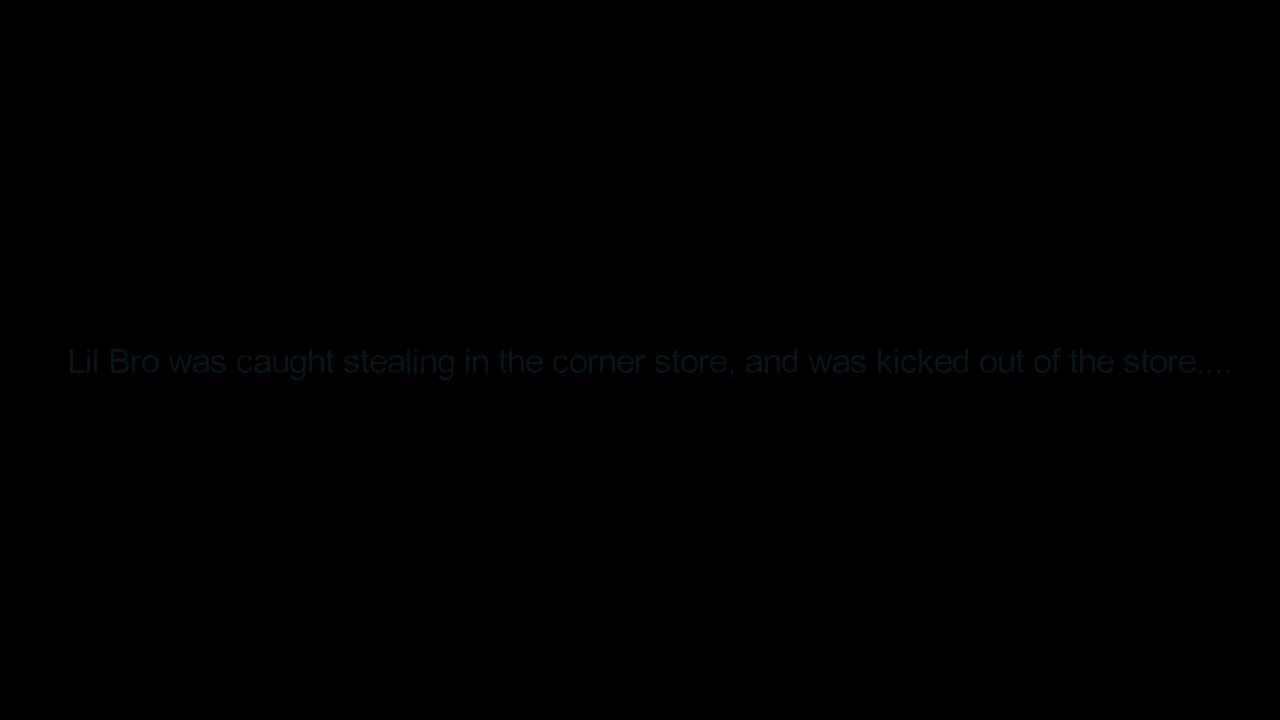 Lil Bro was caught stealing in the corner store, and was kicked out of the store....